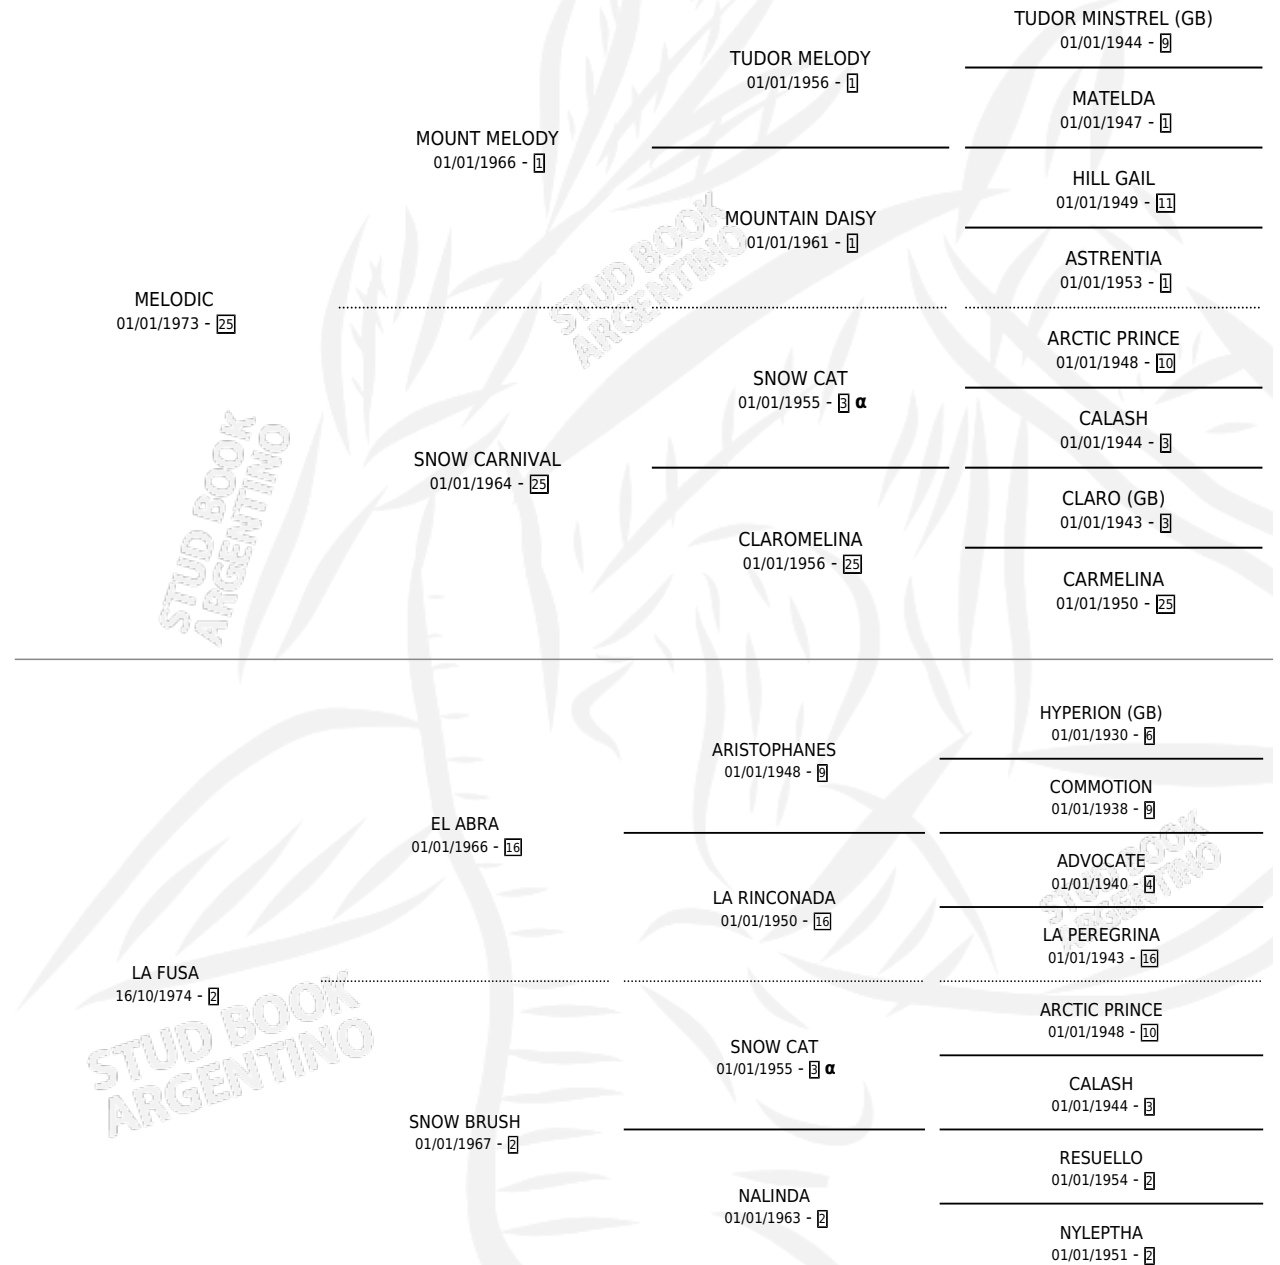 TUDOR MINSTREL (GB)
01/01/1944 - 9
TUDOR MELODY
01/01/1956 - 1
MATELDA
01/01/1947 - 1
MOUNT MELODY
01/01/1966 - 1
HILL GAIL
01/01/1949 - 11
MOUNTAIN DAISY
01/01/1961 - 1
ASTRENTIA
01/01/1953 - 1
MELODIC
01/01/1973 - 25
ARCTIC PRINCE
01/01/1948 - 10
SNOW CAT
01/01/1955 - 3 α
CALASH
01/01/1944 - 3
SNOW CARNIVAL
01/01/1964 - 25
CLARO (GB)
01/01/1943 - 3
CLAROMELINA
01/01/1956 - 25
CARMELINA
01/01/1950 - 25
HYPERION (GB)
01/01/1930 - 6
ARISTOPHANES
01/01/1948 - 9
COMMOTION
01/01/1938 - 9
EL ABRA
01/01/1966 - 16
ADVOCATE
01/01/1940 - 4
LA RINCONADA
01/01/1950 - 16
LA PEREGRINA
01/01/1943 - 16
LA FUSA
16/10/1974 - 2
ARCTIC PRINCE
01/01/1948 - 10
SNOW CAT
01/01/1955 - 3 α
CALASH
01/01/1944 - 3
SNOW BRUSH
01/01/1967 - 2
RESUELLO
01/01/1954 - 2
NALINDA
01/01/1963 - 2
NYLEPTHA
01/01/1951 - 2
STUD BOOK
ARGENTINO
STUD BOOK
ARGENTINO
STUD BOOK
ARGENTINO
STUD BOOK
ARGENTINO